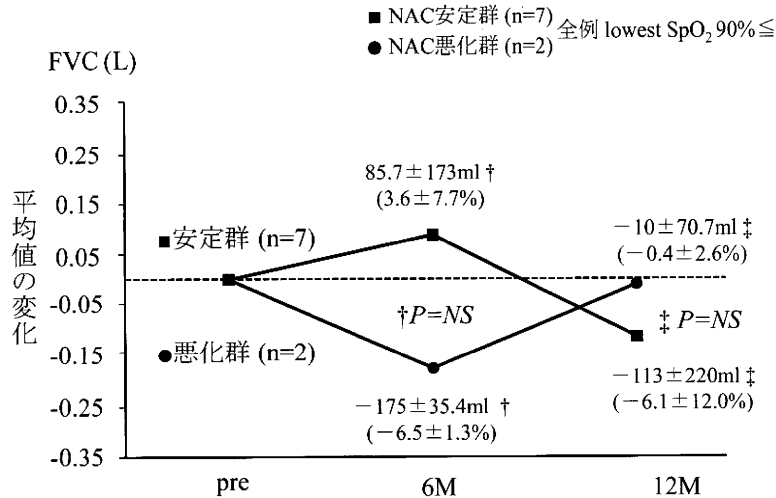 ■ NAC安定群 (n=7)
● NAC悪化群 (n=2)
全例 lowest SpO₂ 90%≦
FVC (L)
0.35
0.25
0.15
0.05
-0.05
-0.15
-0.25
-0.35
平均値の変化
■安定群 (n=7)
●悪化群 (n=2)
85.7±173ml †
(3.6±7.7%)
†P=NS
−175±35.4ml †
(−6.5±1.3%)
−10±70.7ml ‡
(−0.4±2.6%)
‡ P=NS
−113±220ml ‡
(−6.1±12.0%)
pre
6M
12M